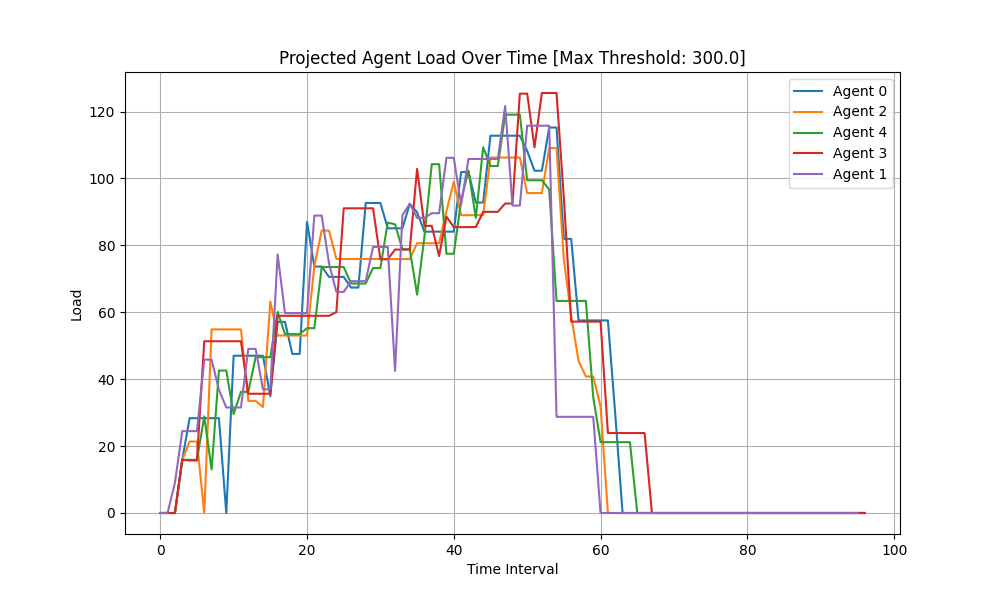 Projected Agent Load Over Time [Max Threshold: 300.0]
Agent 0
Agent 2
Agent 4
Agent 3
Agent 1
120
100
80
60
40
20
0
Load
0 20 40 60 80 100
Time Interval